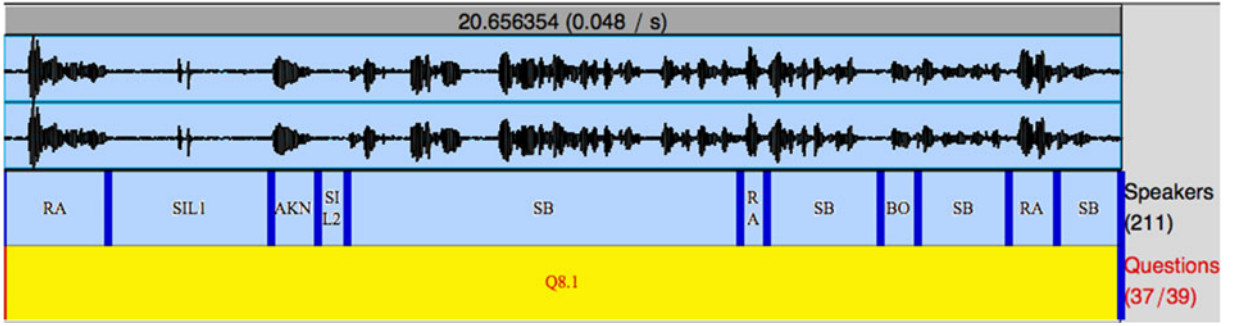 20.656354 (0.048 / s)
RA SIL1 AKN SI L2 SB R A SB BO SB RA SB
Speakers
(211)
Q8.1
Questions
(37/39)